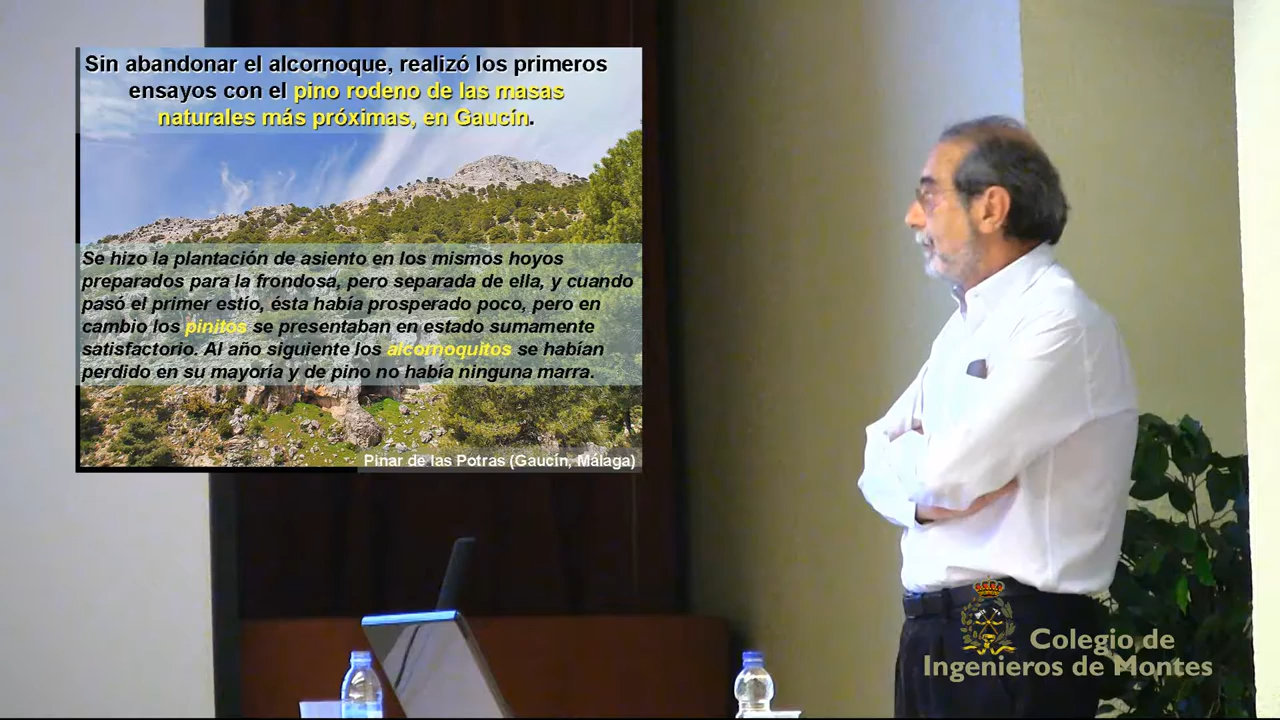 Sin abandonar el alcornoque, realizó los primeros
ensayos con el pino rodeno de las masas
naturales más próximas, en Gaucín.
Se hizo la plantación de asiento en los mismos hoyos
preparados para la frondosa, pero separada de ella, y cuando
pasó el primer estío, ésta había prosperado poco, pero en
cambio los pinitos se presentaban en estado sumamente
satisfactorio. Al año siguiente los alcornoquitos se habían
perdido en su mayoría y de pino no había ninguna marra.
Pinar de las Potras (Gaucín, Málaga)
Colegio de
Ingenieros de Montes